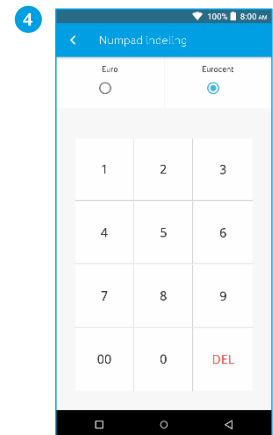 4
100% 8:00 AM
Numpad indeling
Euro Eurocent
1 2 3
4 5 6
7 8 9
00 0 DEL